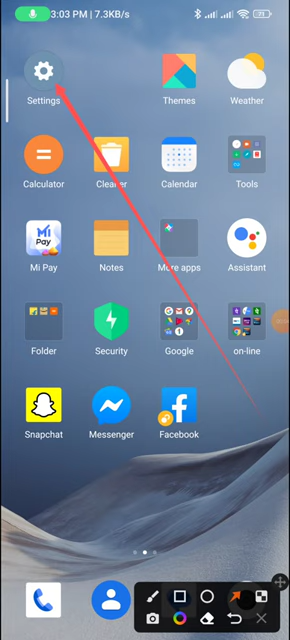 3:03 PM | 7.3KB/s
Settings
Themes
Weather
Calculator
Cleaner
Calendar
Tools
Mi
Pay
Mi Pay
Notes
More apps
Assistant
Folder
Security
Google
on-line
Snapchat
Messenger
Facebook